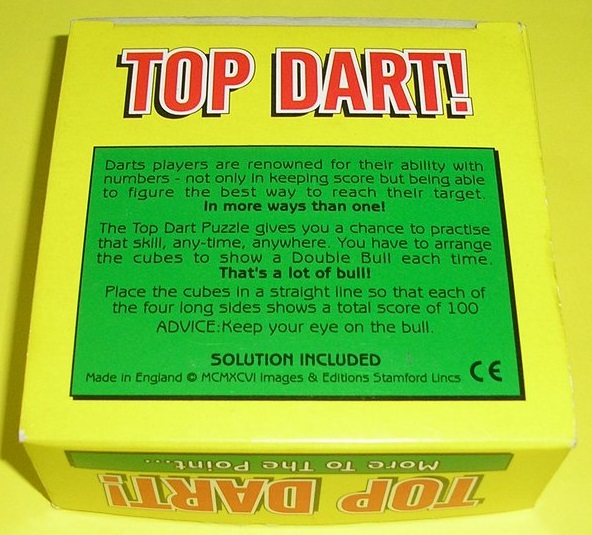 TOP DART!
Darts players are renowned for their ability with
numbers - not only in keeping score but being able
to figure the best way to reach their target.
In more ways than one!
The Top Dart Puzzle gives you a chance to practise
that skill, any-time, anywhere. You have to arrange
the cubes to show a Double Bull each time.
That's a lot of bull!
Place the cubes in a straight line so that each of
the four long sides shows a total score of 100
ADVICE:Keep your eye on the bull.
SOLUTION INCLUDED
Made in England © MCMXCVI Images & Editions Stamford Lincs CE
More To The Point...
TOP DART!